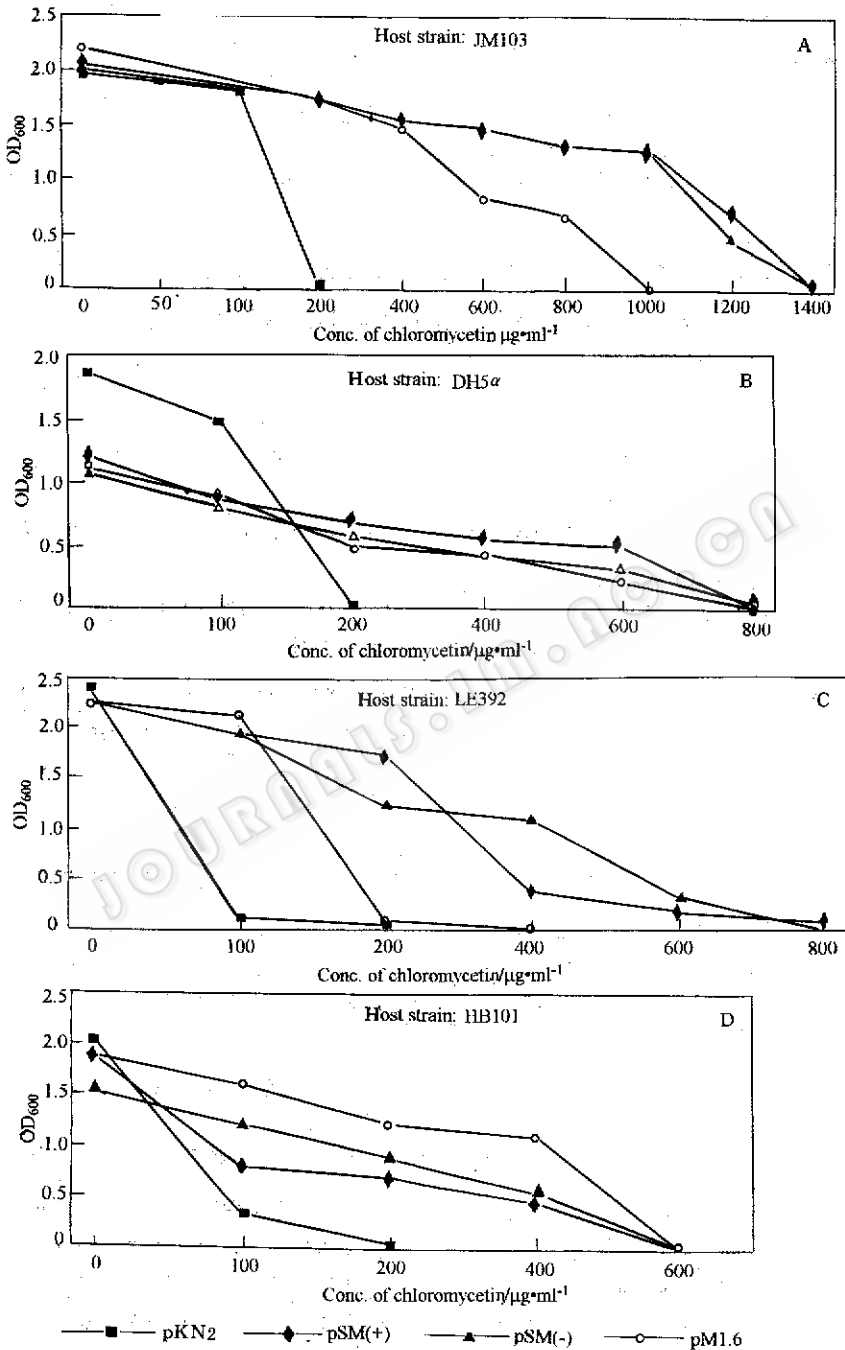 Host strain: JM103 A
OD600
2.5
2.0
1.5
1.0
0.5
0
0 50 100 200 400 600 800 1000 1200 1400
Conc. of chloromycetin μg•ml-1
Host strain: DH5α B
OD600
2.0
1.5
1.0
0.5
0
0 100 200 400 600 800
Conc. of chloromycetin/μg•ml-1
Host strain: LE392 C
OD600
2.5
2.0
1.5
1.0
0.5
0
0 100 200 400 600 800
Conc. of chloromycetin/μg•ml-1
Host strain: HB101 D
OD600
2.5
2.0
1.5
1.0
0.5
0
0 100 200 400 600
Conc. of chloromycetin/μg•ml-1
pKN2 pSM(+) pSM(-) pM1.6
JOURNALS.IM.AC.CN